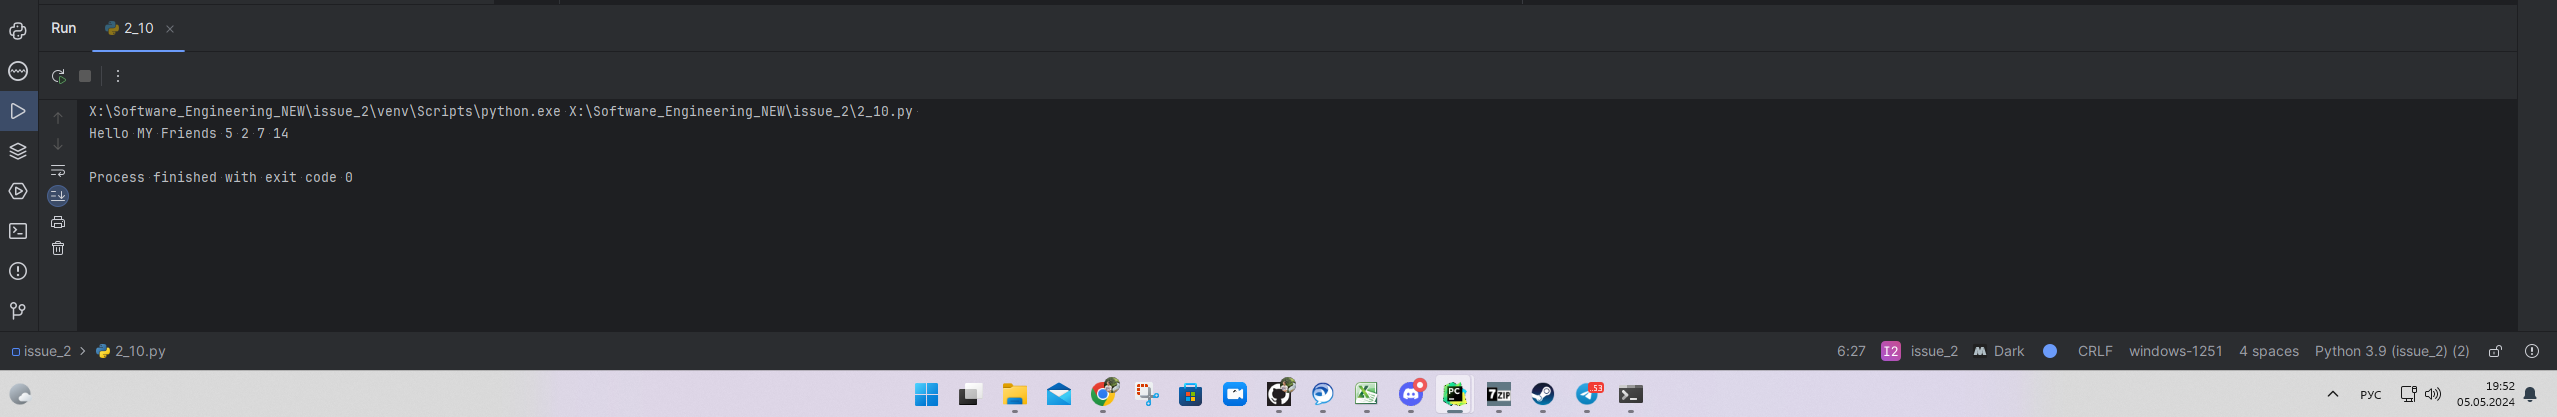 Run 2_10
X:\Software_Engineering_NEW\issue_2\venv\Scripts\python.exe X:\Software_Engineering_NEW\issue_2\2_10.py
Hello MY Friends 5 2 7 14
Process finished with exit code 0
issue_2 > 2_10.py 6:27 I2 issue_2 M Dark CRLF windows-1251 4 spaces Python 3.9 (issue_2) (2)
PC 7ZIP 53 РУС 19:52
05.05.2024